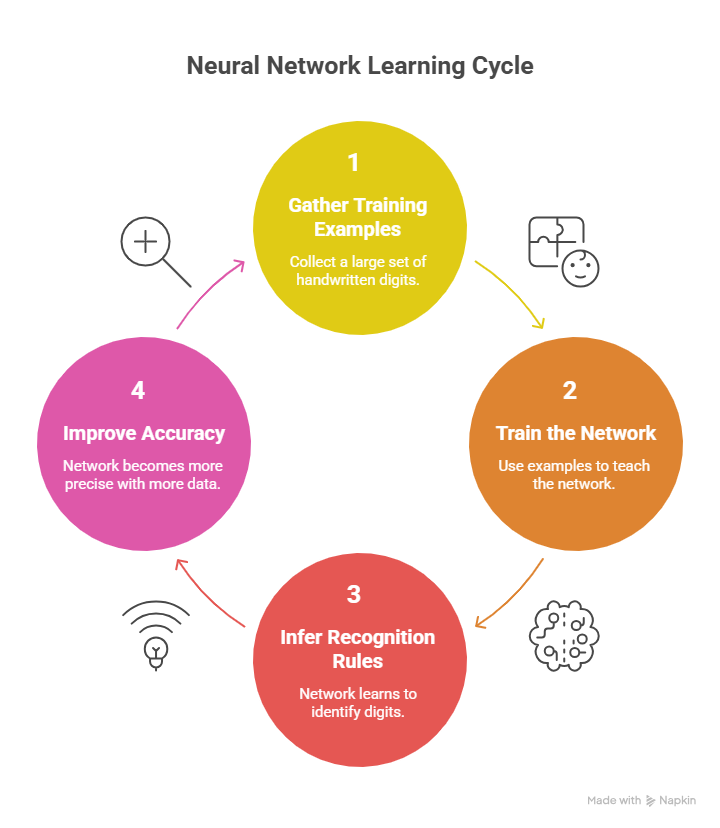 Neural Network Learning Cycle
1
Gather Training
Examples
Collect a large set of
handwritten digits.
2
Train the Network
Use examples to teach
the network.
3
Infer Recognition
Rules
Network learns to
identify digits.
4
Improve Accuracy
Network becomes more
precise with more data.
Made with Napkin